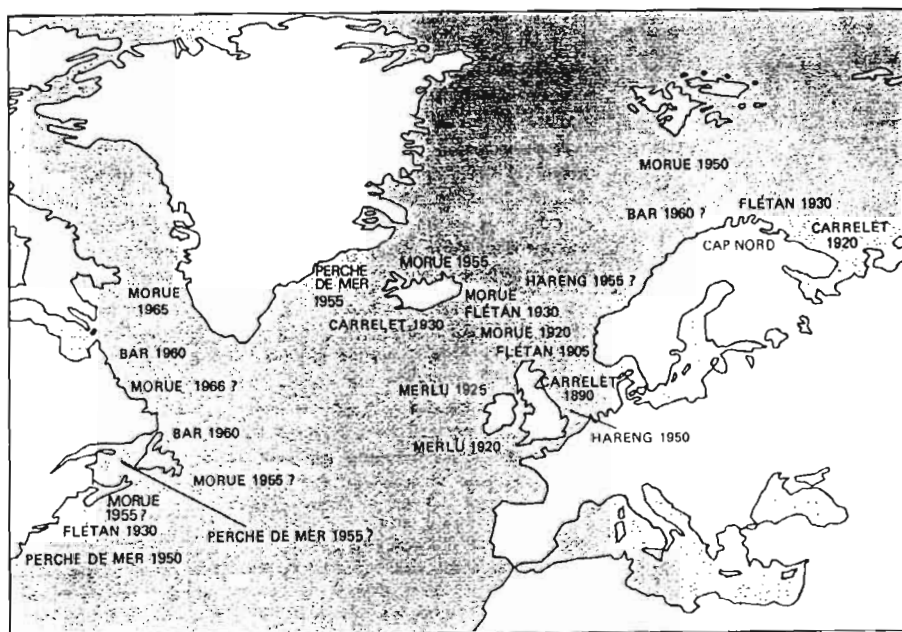 MORUE 1950
FLÉTAN 1930
BAR 1960 ?
CARRELET
1920
CAP NORD
MORUE 1955
PERCHE
DE MER
1955
HARENG 1955 ?
MORUE
1965
MORUE
FLÉTAN 1930
CARRELET 1930
MORUE 1920
FLÉTAN 1905
BAR 1960
MORUE 1966 ?
MERLU 1925
F
CARRELET
1890
BAR 1960
HARENG 1950
MERLU 1920
MORUE 1955 ?
MORUE
1955 ?
FLÉTAN 1930
PERCHE DE MER 1955 ?
PERCHE DE MER 1950